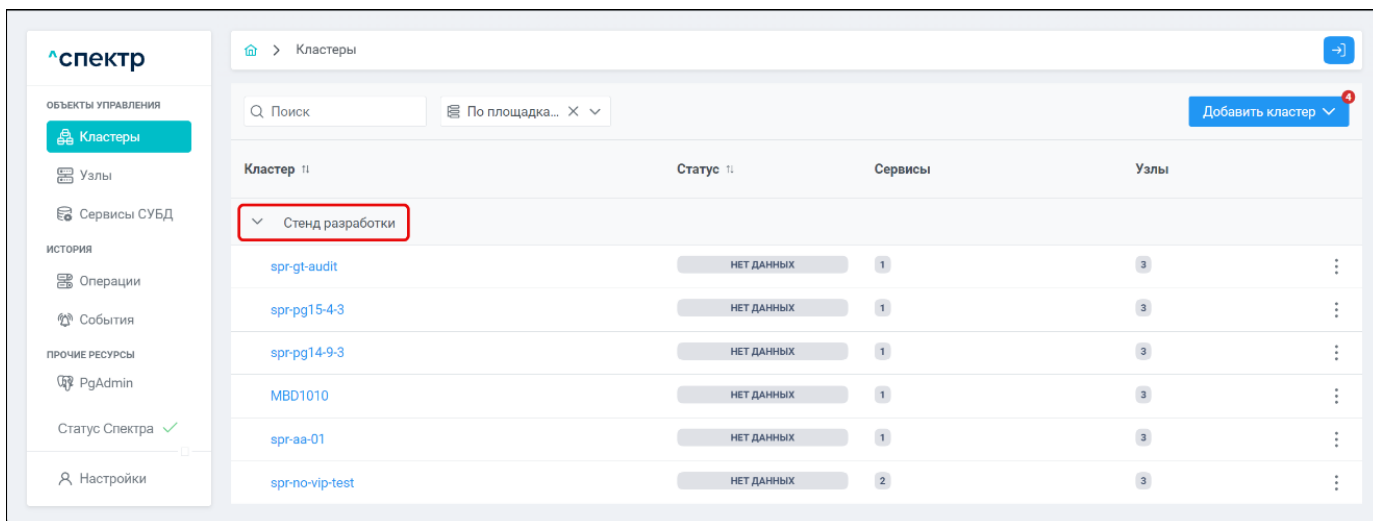 ^спектр
ОБЪЕКТЫ УПРАВЛЕНИЯ
Кластеры
Узлы
Сервисы СУБД
ИСТОРИЯ
Операции
События
ПРОЧИЕ РЕСУРСЫ
PgAdmin
Статус Спектра
Настройки
> Кластеры
Поиск
По площадка...
Добавить кластер
4
Кластер Статус Сервисы Узлы
Стенд разработки
spr-gt-audit НЕТ ДАННЫХ 1 3
spr-pg15-4-3 НЕТ ДАННЫХ 1 3
spr-pg14-9-3 НЕТ ДАННЫХ 1 3
MBD1010 НЕТ ДАННЫХ 1 3
spr-aa-01 НЕТ ДАННЫХ 1 3
spr-no-vip-test НЕТ ДАННЫХ 2 3